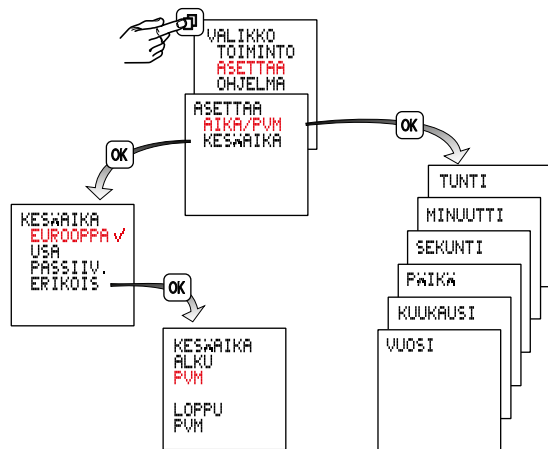 VALIKKO
TOIMINTO
ASETTAA
OHJELMA
ASETTAA
AIKA/PVM
KESÄAIKA
OK
OK
KESÄAIKA
EUROOPPA ✓
USA
PASSIIV.
ERIKOIS
OK
KESÄAIKA
ALKU
PVM
LOPPU
PVM
TUNTI
MINUUTTI
SEKUNTI
PÄIKÄ
KUUKAUSI
VUOSI